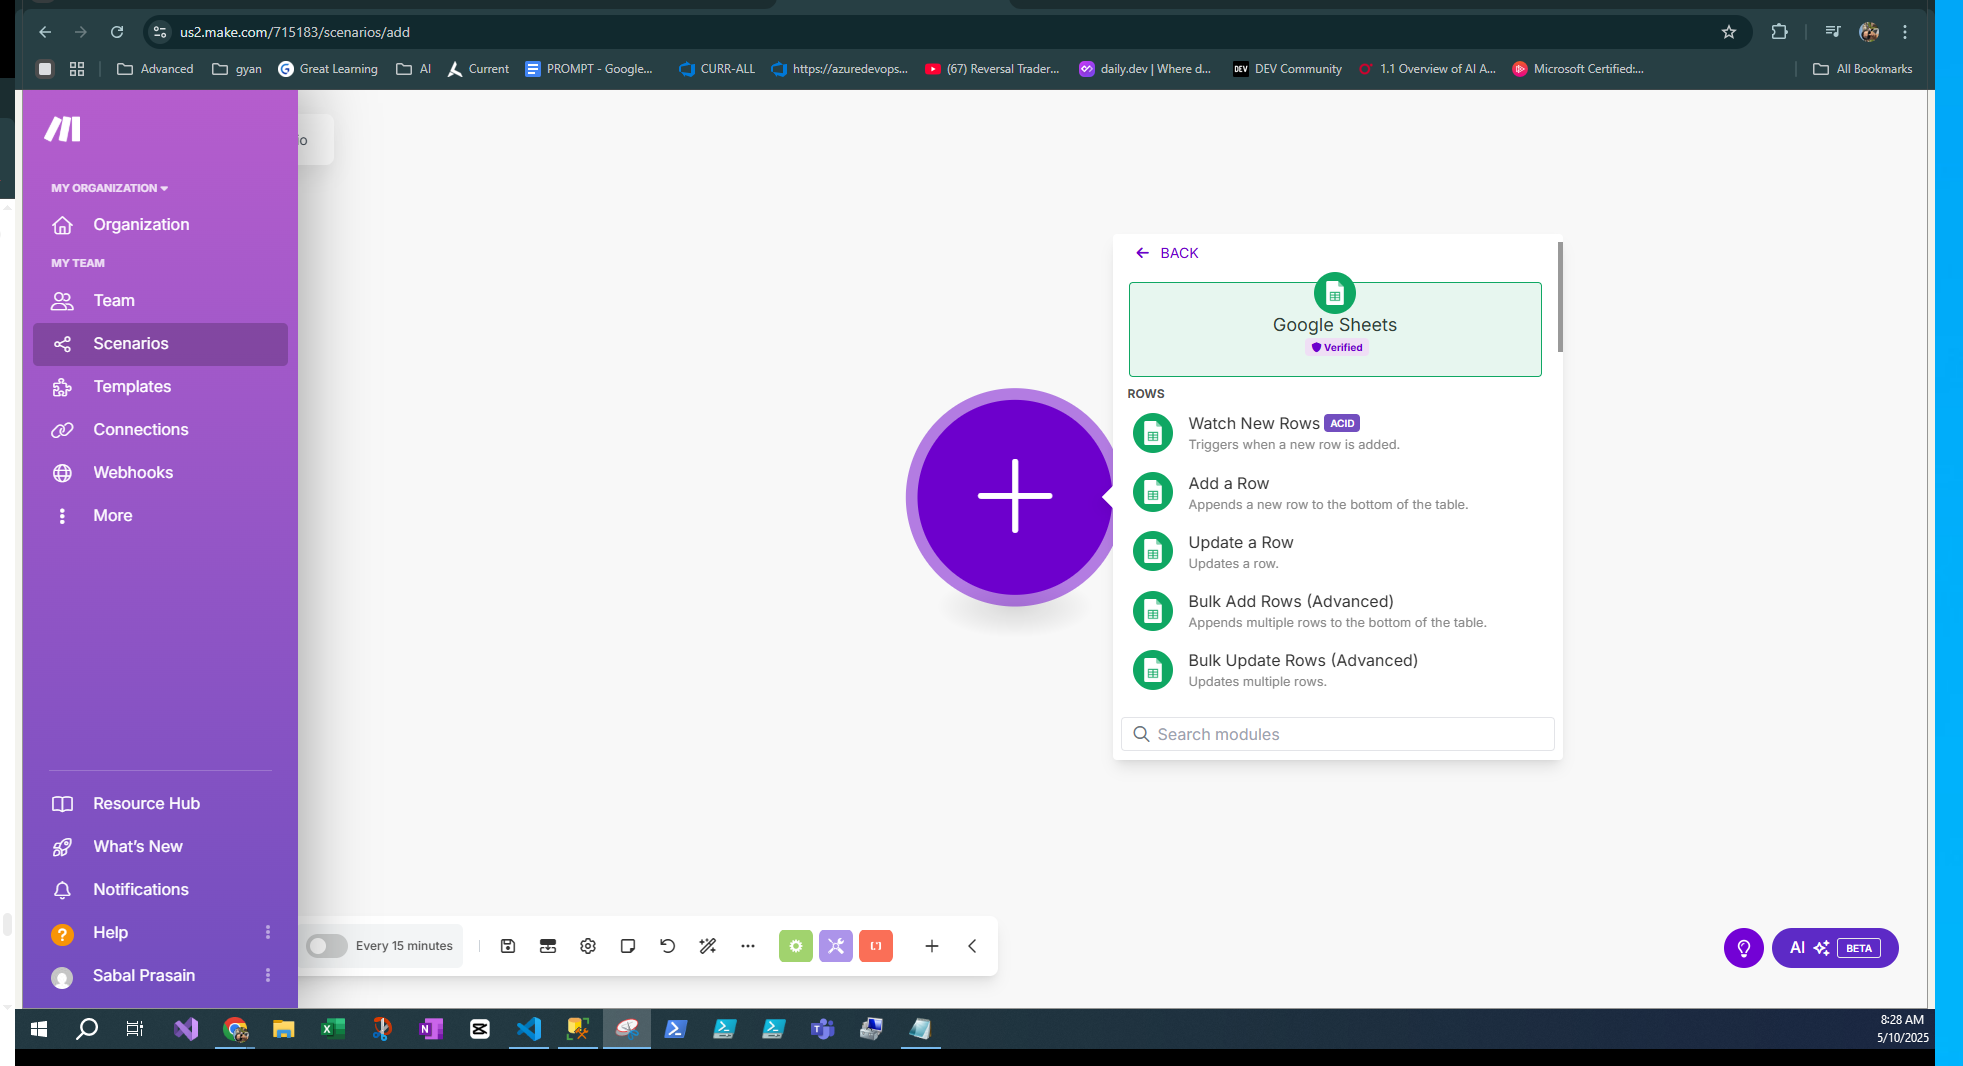 us2.make.com/715183/scenarios/add
Advanced
gyan
Great Learning
AI
Current
PROMPT - Google...
CURR-ALL
https://azuredevops...
(67) Reversal Trader...
daily.dev | Where d...
DEV
DEV Community
1.1 Overview of AI A...
Microsoft Certified:...
All Bookmarks
io
MY ORGANIZATION
Organization
MY TEAM
Team
Scenarios
Templates
Connections
Webhooks
More
Resource Hub
What's New
Notifications
Help
Sabal Prasain
BACK
Google Sheets
Verified
ROWS
Watch New Rows ACID
Triggers when a new row is added.
Add a Row
Appends a new row to the bottom of the table.
Update a Row
Updates a row.
Bulk Add Rows (Advanced)
Appends multiple rows to the bottom of the table.
Bulk Update Rows (Advanced)
Updates multiple rows.
Search modules
Every 15 minutes
AI BETA
8:28 AM
5/10/2025